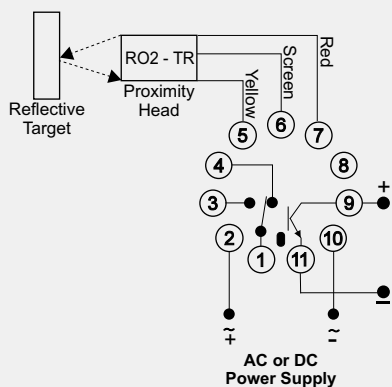 RO2 - TR
Reflective
Target
Proximity
Head
Yellow
Screen
Red
5
6
7
4
8
3
9
+
2
10
1
11
–
~
+
~
-
AC or DC
Power Supply